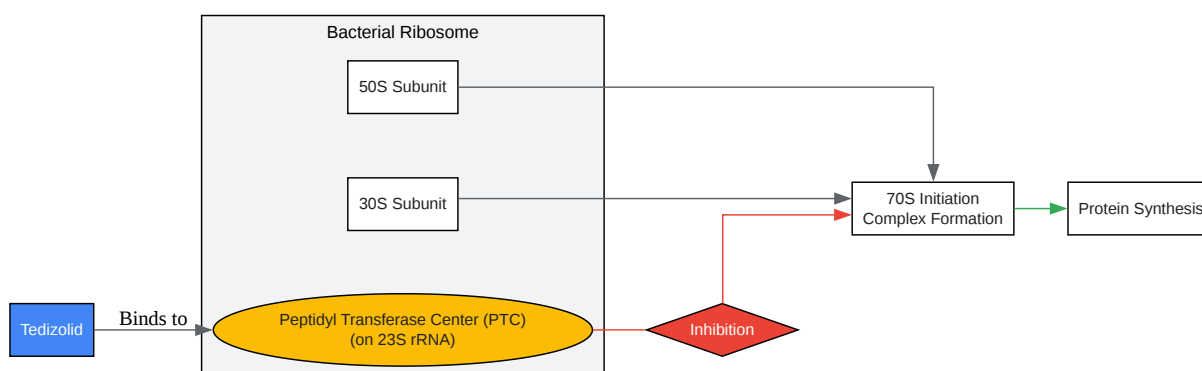 Bacterial Ribosome
50S Subunit
30S Subunit
70S Initiation
Complex Formation
Protein Synthesis
Tedizolid
Binds to
Peptidyl Transferase Center (PTC)
(on 23S rRNA)
Inhibition